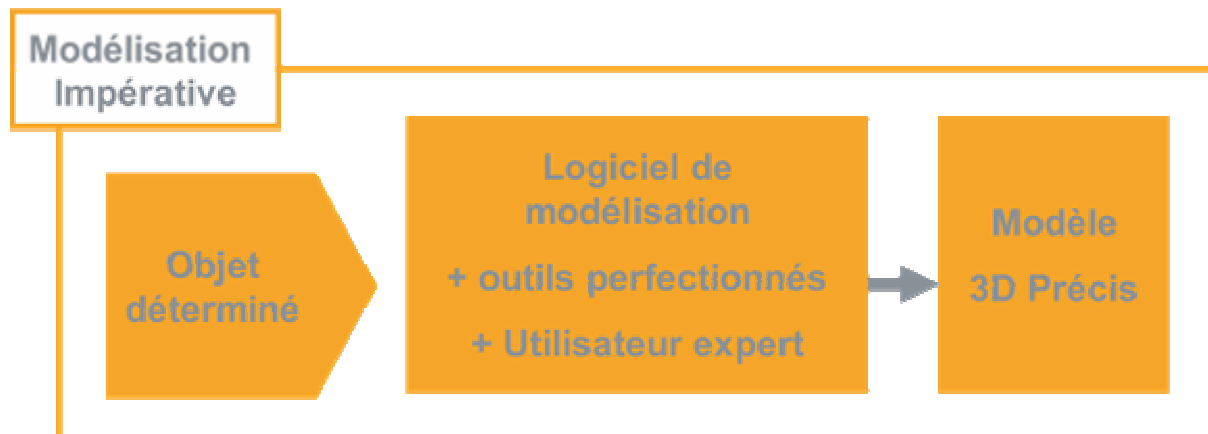 Modélisation
Impérative
Objet
déterminé
Logiciel de
modélisation
+ outils perfectionnés
+ Utilisateur expert
Modèle
3D Précis